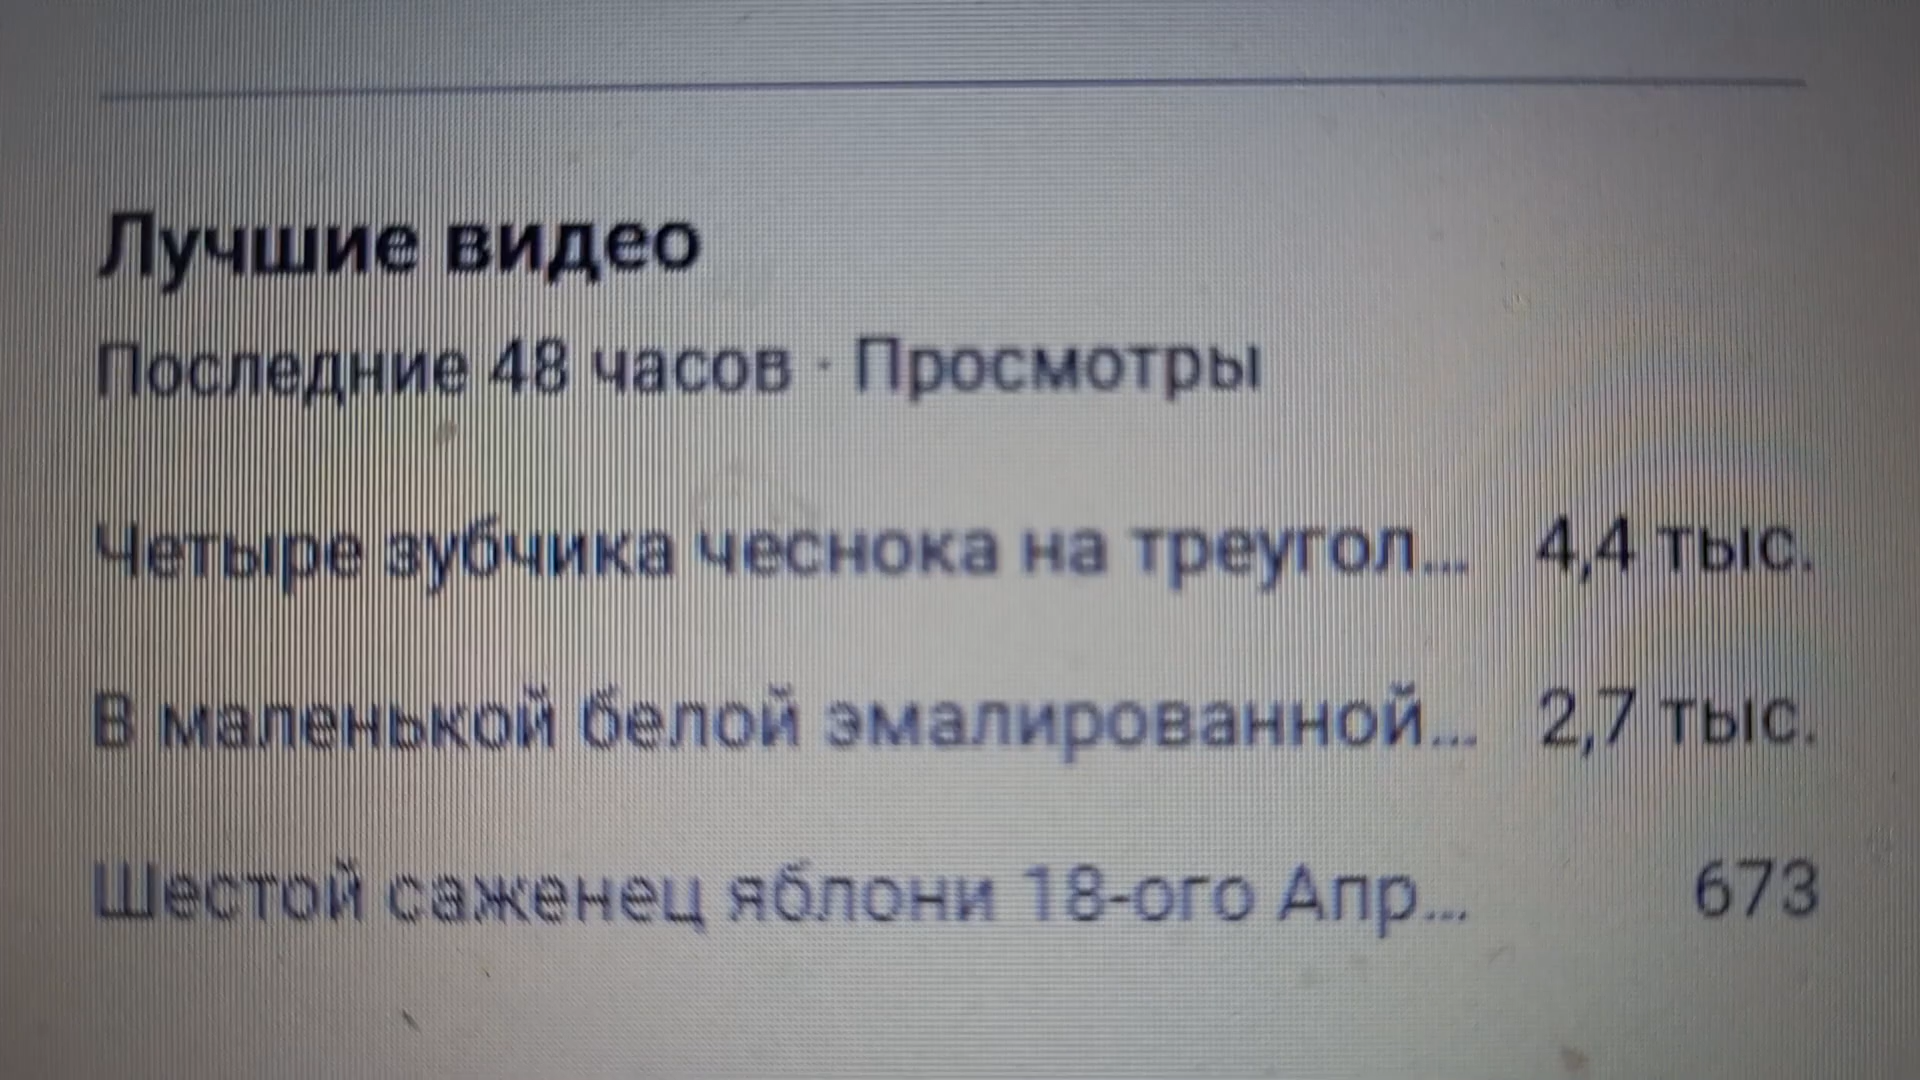 Лучшие видео
Последние 48 часов · Просмотры
Четыре зубчика чеснока на треугол... 4,4 тыс.
В маленькой белой эмалированной... 2,7 тыс.
Шестой саженец яблони 18-ого Апр... 673